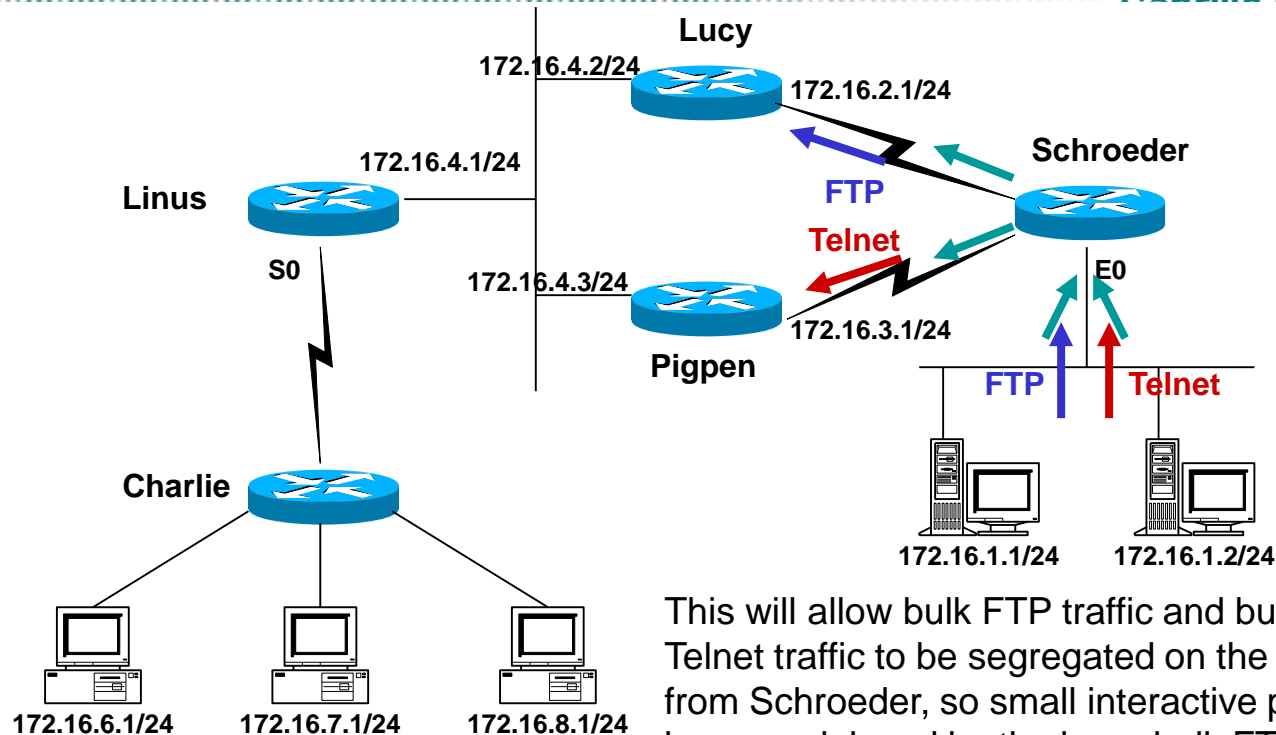 Lucy
172.16.4.2/24
172.16.2.1/24
Schroeder
172.16.4.1/24
FTP
Linus
Telnet
S0
172.16.4.3/24
E0
172.16.3.1/24
Pigpen
FTP
Telnet
Charlie
172.16.1.1/24
172.16.1.2/24
This will allow bulk FTP traffic and bu
Telnet traffic to be segregated on the
from Schroeder, so small interactive p
172.16.6.1/24
172.16.7.1/24
172.16.8.1/24